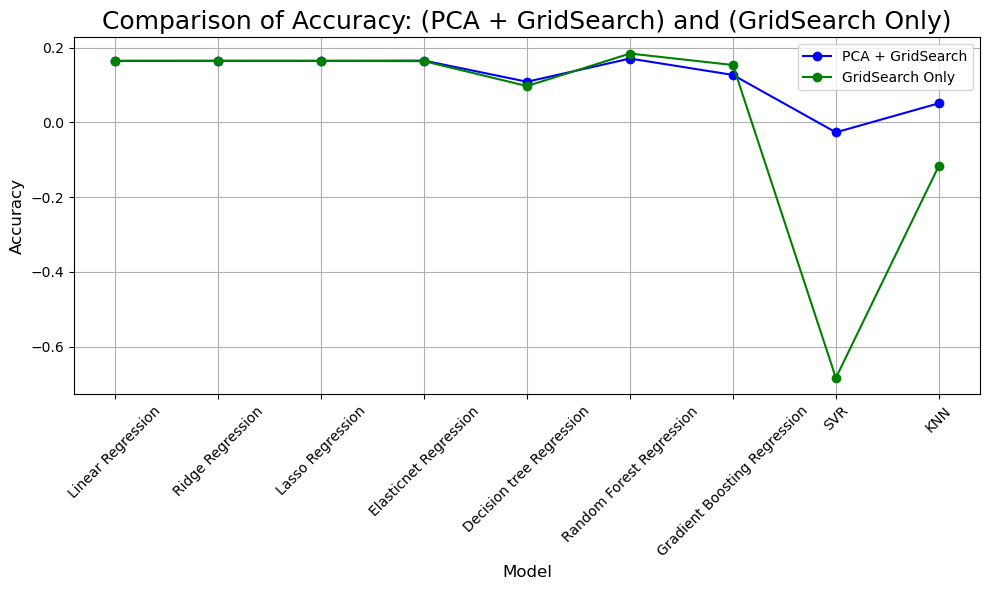 Comparison of Accuracy: (PCA + GridSearch) and (GridSearch Only)
PCA + GridSearch
GridSearch Only
Accuracy
0.2
0.0
−0.2
−0.4
−0.6
Linear Regression
Ridge Regression
Lasso Regression
Elasticnet Regression
Decision tree Regression
Random Forest Regression
Gradient Boosting Regression
SVR
KNN
Model